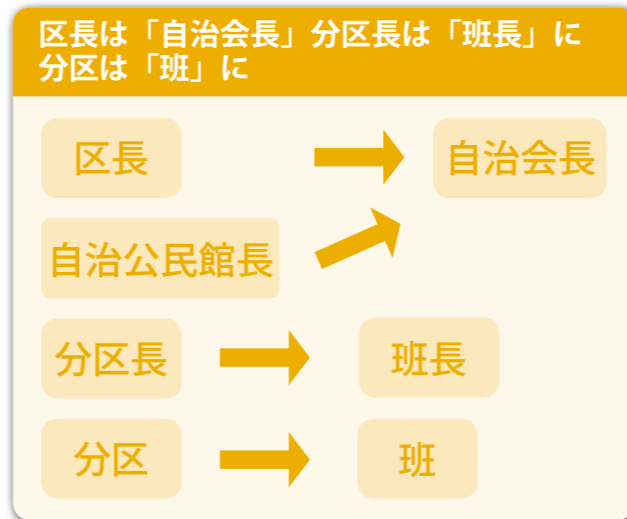 区長は「自治会長」分区長は「班長」に
分区は「班」に
区長
自治会長
自治公民館長
分区長
班長
分区
班